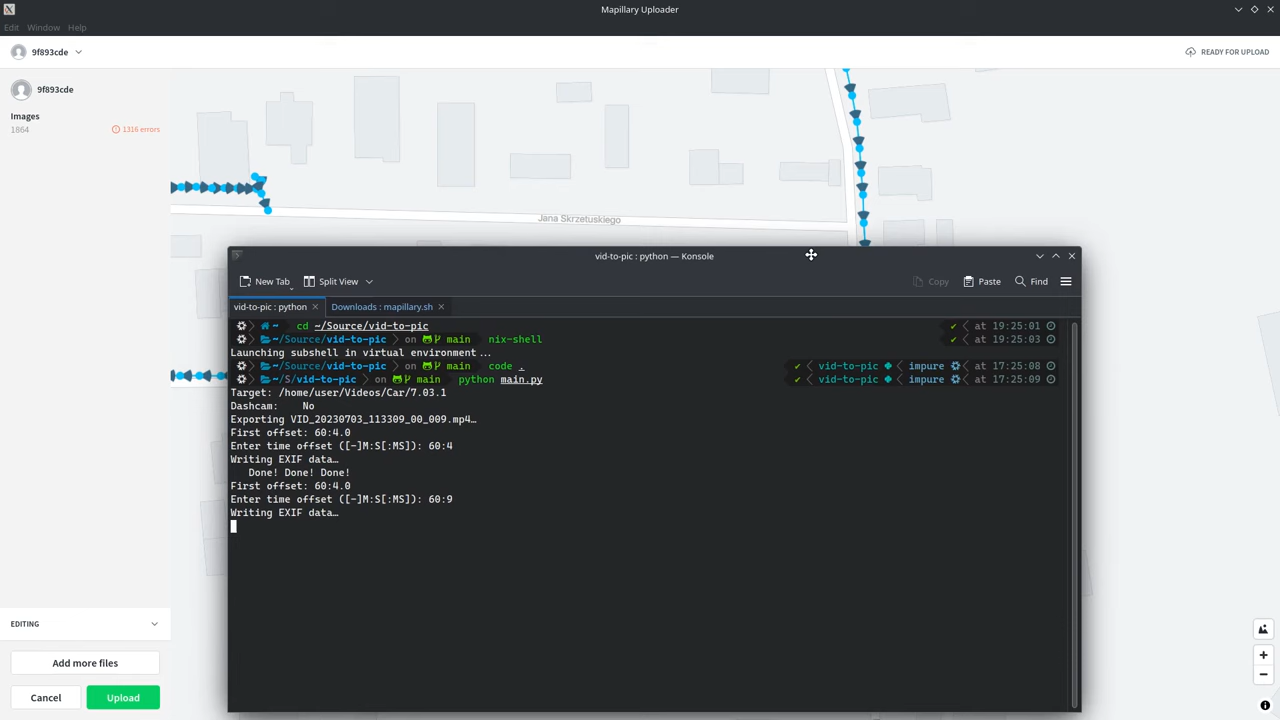 Mapillary Uploader
Edit Window Help
9f893cde
READY FOR UPLOAD
9f893cde
Images
1864 1316 errors
Jana Skrzetuskiego
vid-to-pic : python — Konsole
New Tab Split View Copy Paste Find
vid-to-pic : python Downloads : mapillary.sh
~ cd ~/Source/vid-to-pic ✔ at 19:25:01
~/Source/vid-to-pic on main nix-shell ✔ at 19:25:03
Launching subshell in virtual environment...
~/Source/vid-to-pic on main code . ✔ vid-to-pic impure at 17:25:08
~/S/vid-to-pic on main python main.py ✔ vid-to-pic impure at 17:25:09
Target: /home/user/Videos/Car/7.03.1
Dashcam: No
Exporting VID_20230703_113309_00_009.mp4…
First offset: 60:4.0
Enter time offset ([-]M:S[:MS]): 60:4
Writing EXIF data…
Done! Done! Done!
First offset: 60:4.0
Enter time offset ([-]M:S[:MS]): 60:9
Writing EXIF data…
EDITING
Add more files
Cancel Upload